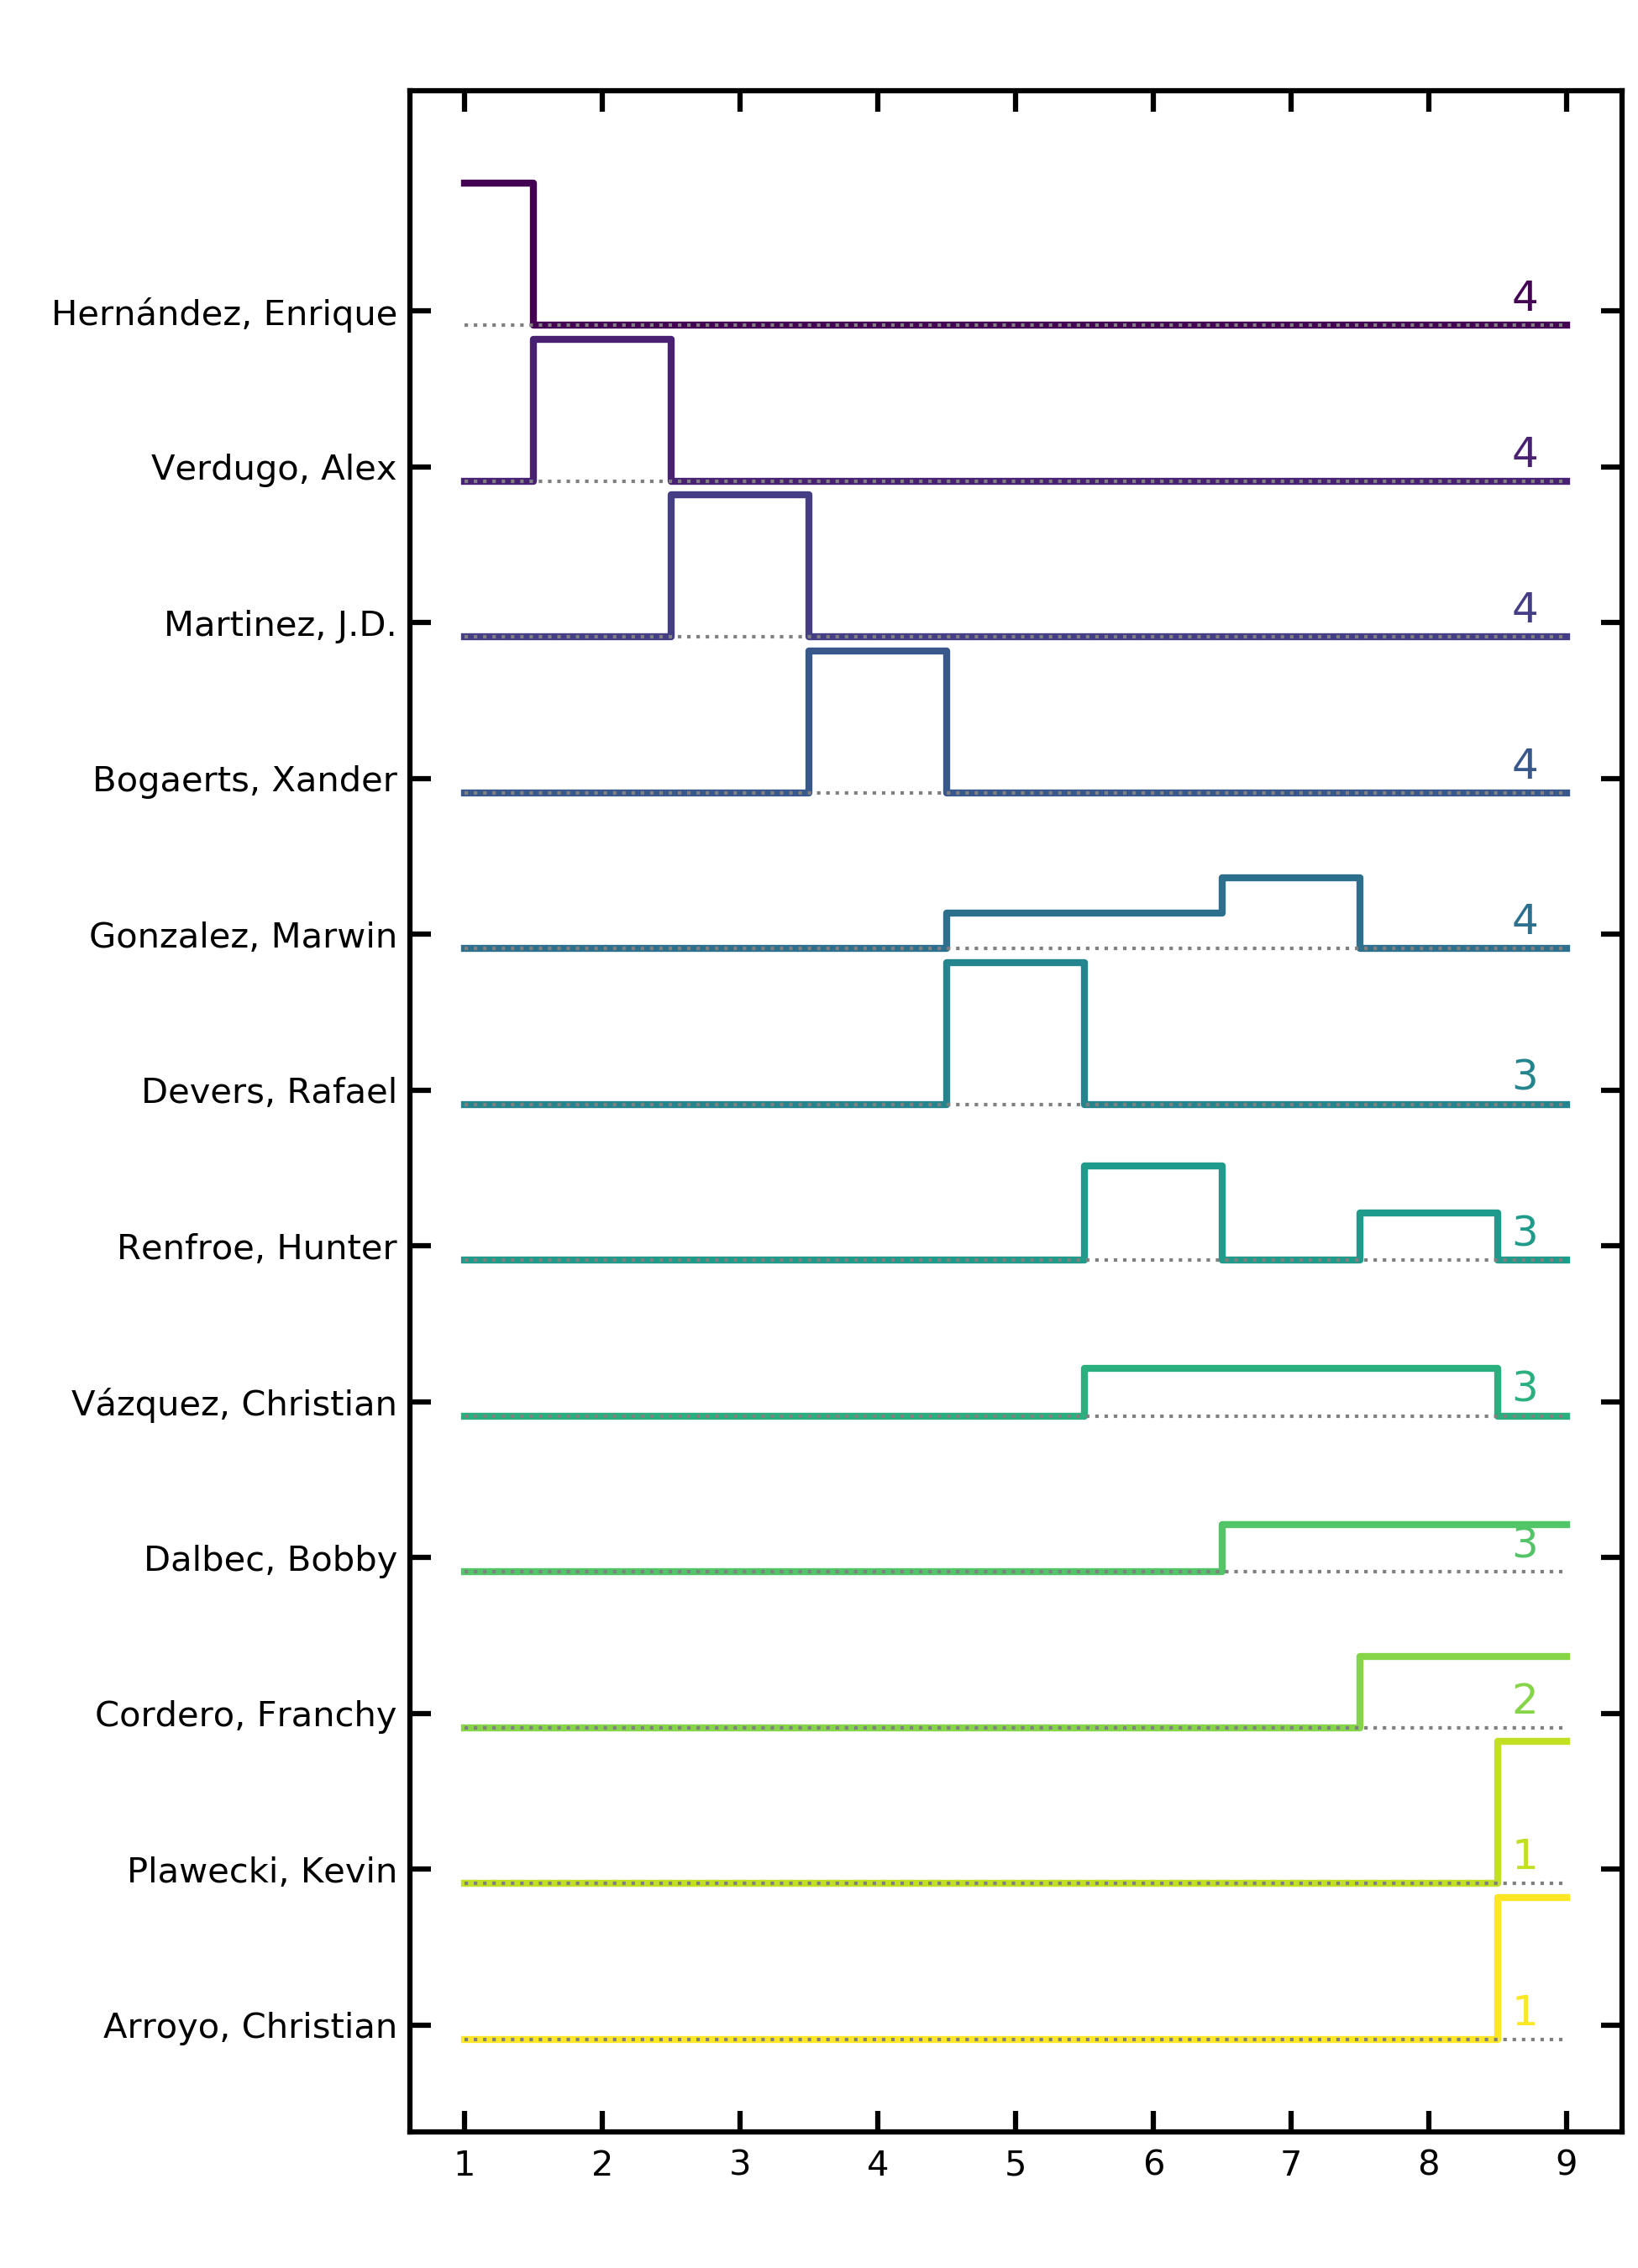 Hernández, Enrique 4
Verdugo, Alex 4
Martinez, J.D. 4
Bogaerts, Xander 4
Gonzalez, Marwin 4
Devers, Rafael 3
Renfroe, Hunter 3
Vázquez, Christian 3
Dalbec, Bobby 3
Cordero, Franchy 2
Plawecki, Kevin 1
Arroyo, Christian 1
1 2 3 4 5 6 7 8 9